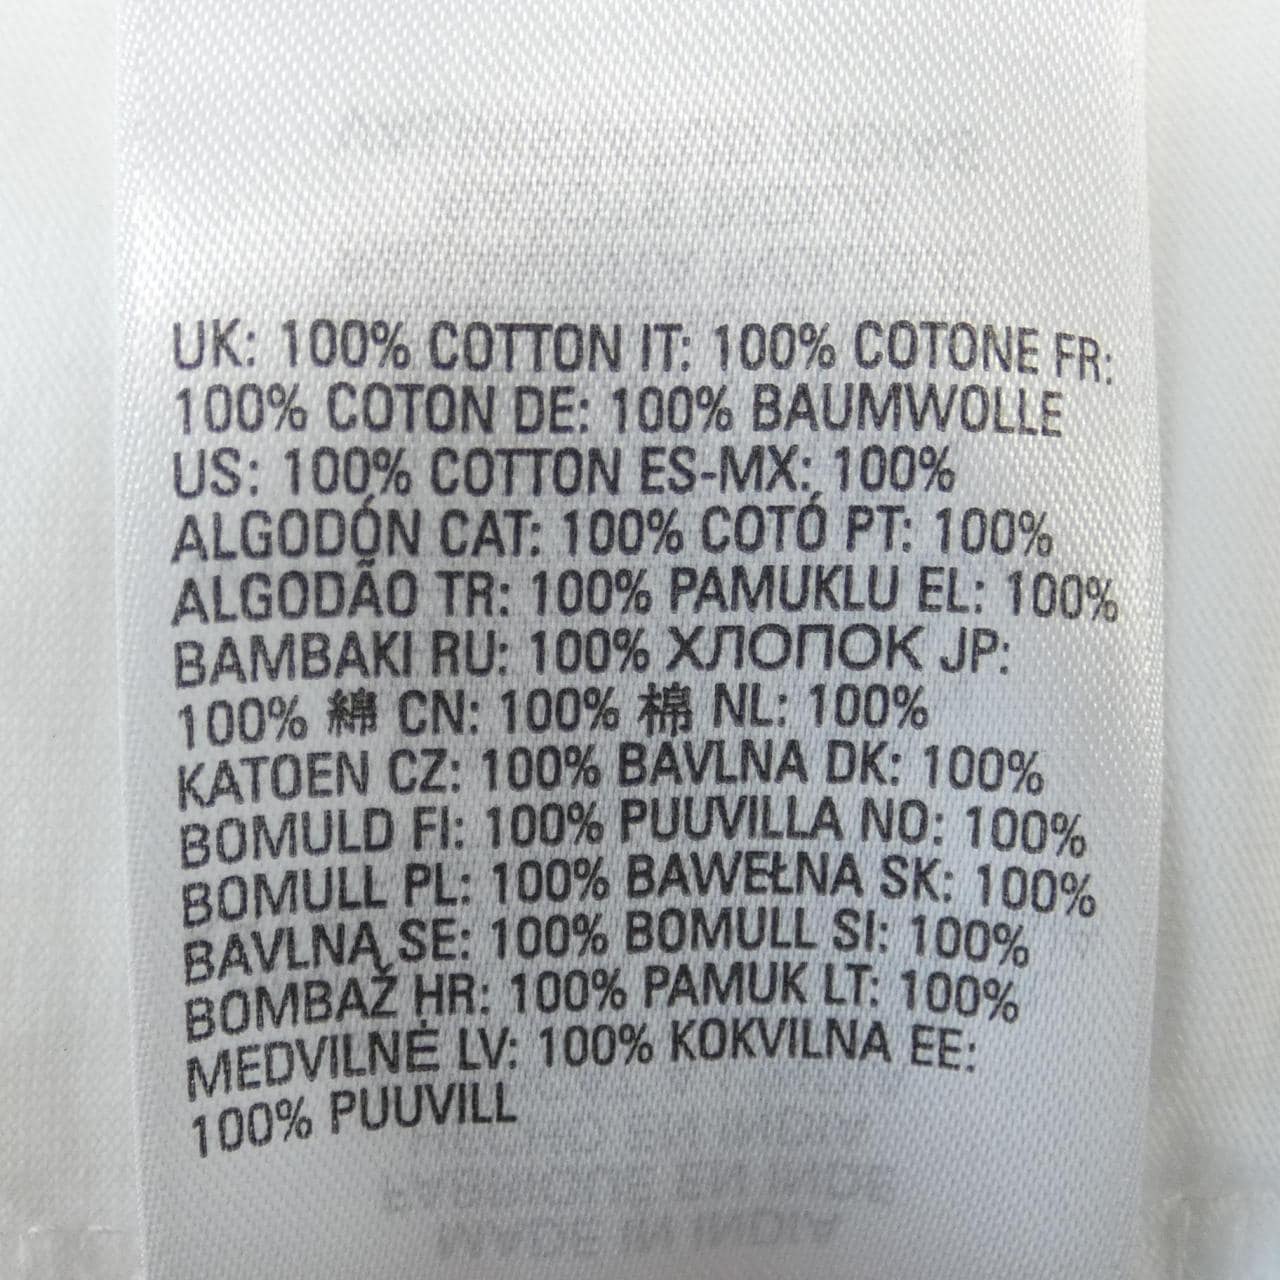 UK: 100% COTTON IT: 100% COTONE FR:
100% COTON DE: 100% BAUMWOLLE
US: 100% COTTON ES-MX: 100%
ALGODÓN CAT: 100% COTÓ PT: 100%
ALGODÃO TR: 100% PAMUKLU EL: 100%
BAMBAKI RU: 100% ХЛОПОК JP:
100% 綿 CN: 100% 棉 NL: 100%
KATOEN CZ: 100% BAVLNA DK: 100%
BOMULD FI: 100% PUUVILLA NO: 100%
BOMULL PL: 100% BAWEŁNA SK: 100%
BAVLNA SE: 100% BOMULL SI: 100%
BOMBAŽ HR: 100% PAMUK LT: 100%
MEDVILNĖ LV: 100% KOKVILNA EE:
100% PUUVILL
MADE IN INDIA